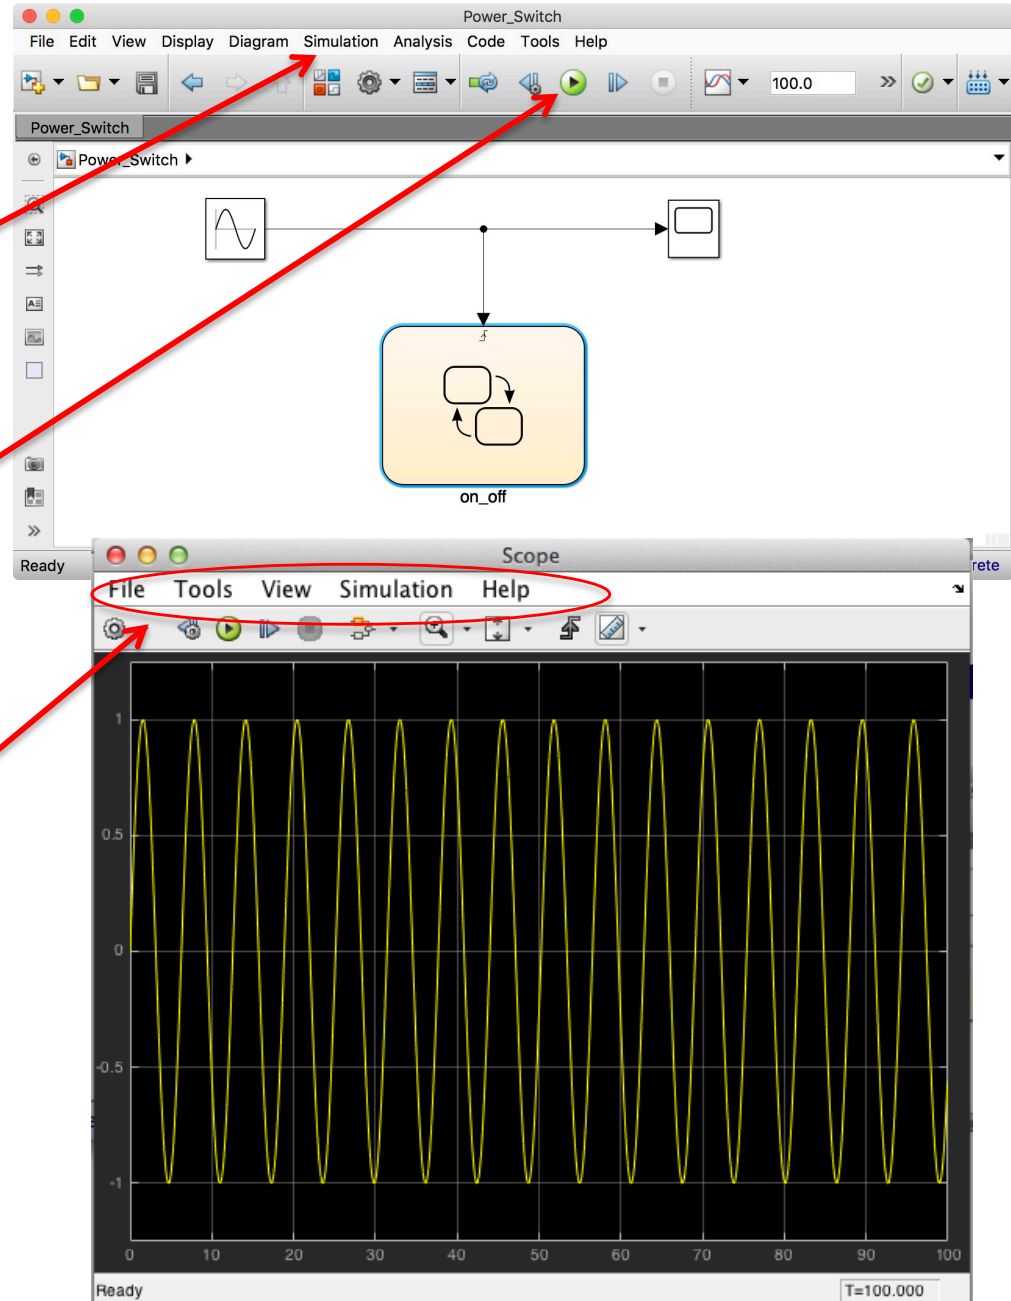 Power_Switch
File Edit View Display Diagram Simulation Analysis Code Tools Help
100.0
Power_Switch
Power_Switch
on_off
Ready
rete
Scope
File Tools View Simulation Help
1
0.5
0
-0.5
-1
0 10 20 30 40 50 60 70 80 90 100
Ready
T=100.000